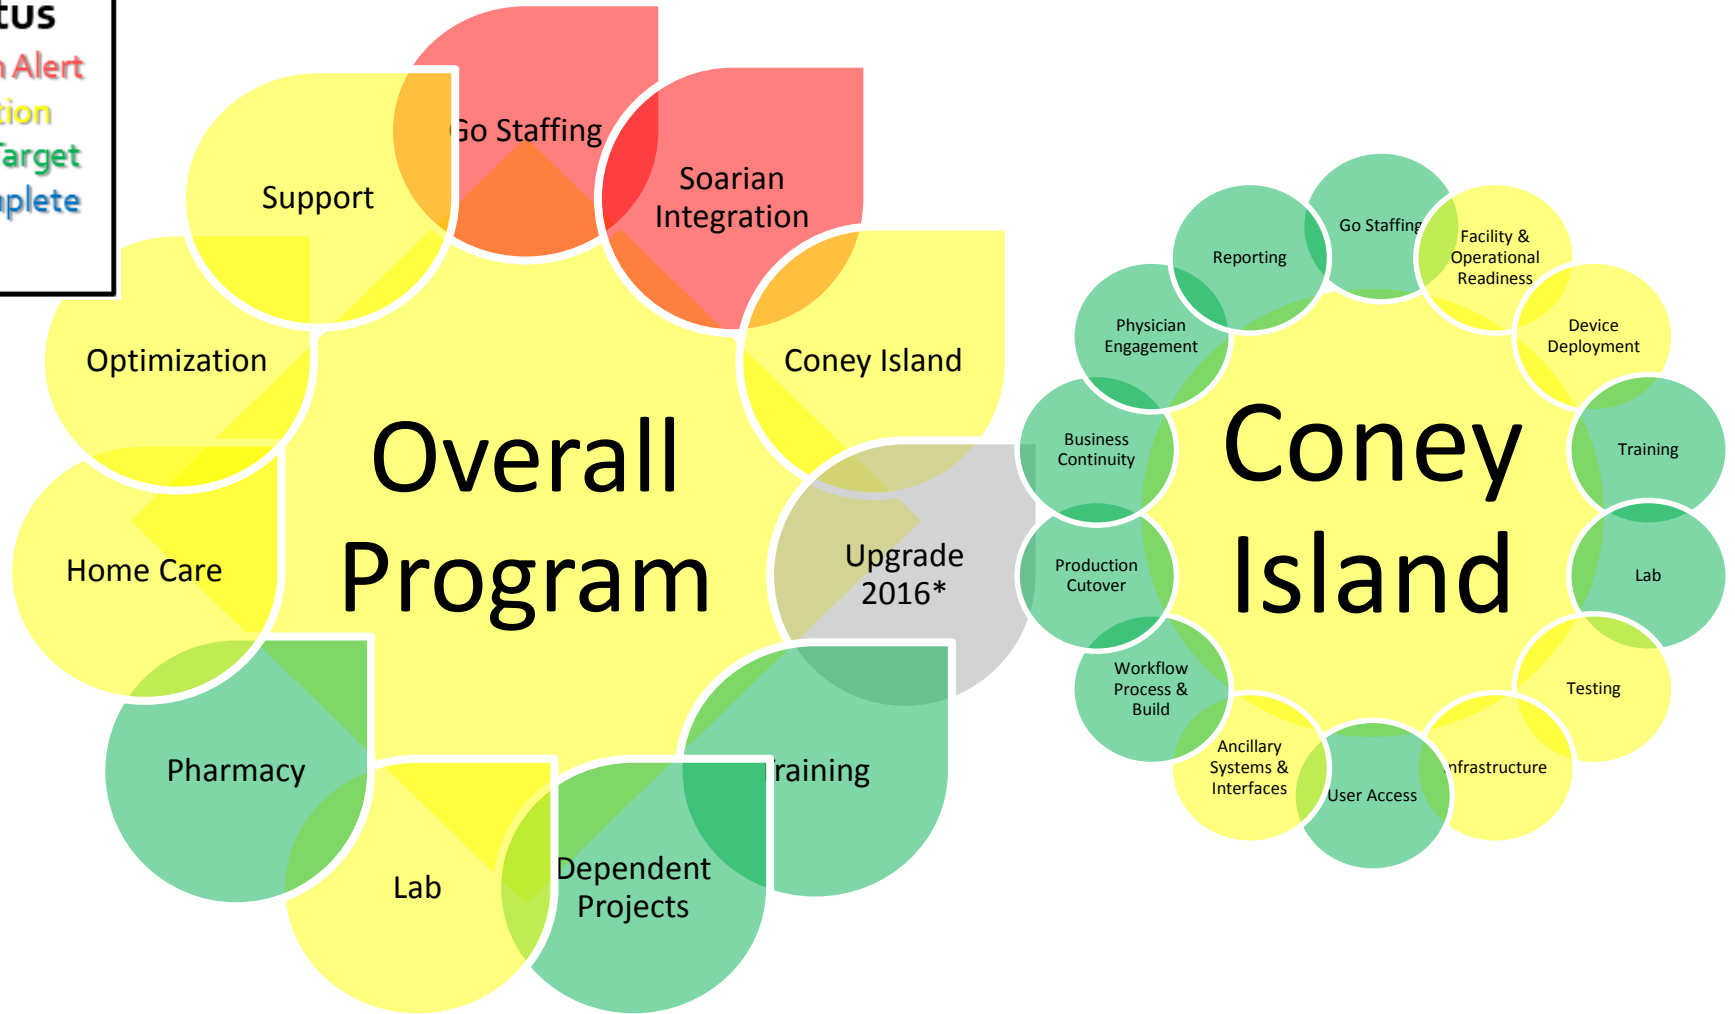 tus
n Alert
tion
Target
nplete
Go Staffing
Support
Soarian
Integration
Optimization
Coney Island
Overall
Program
Home Care
Upgrade
2016*
Pharmacy
Training
Lab
Dependent
Projects
Go Staffing
Facility &
Operational
Readiness
Reporting
Device
Deployment
Physician
Engagement
Business
Continuity
Training
Coney
Island
Production
Cutover
Lab
Workflow
Process &
Build
Testing
Ancillary
Systems &
Interfaces
nfrastructure
User Access